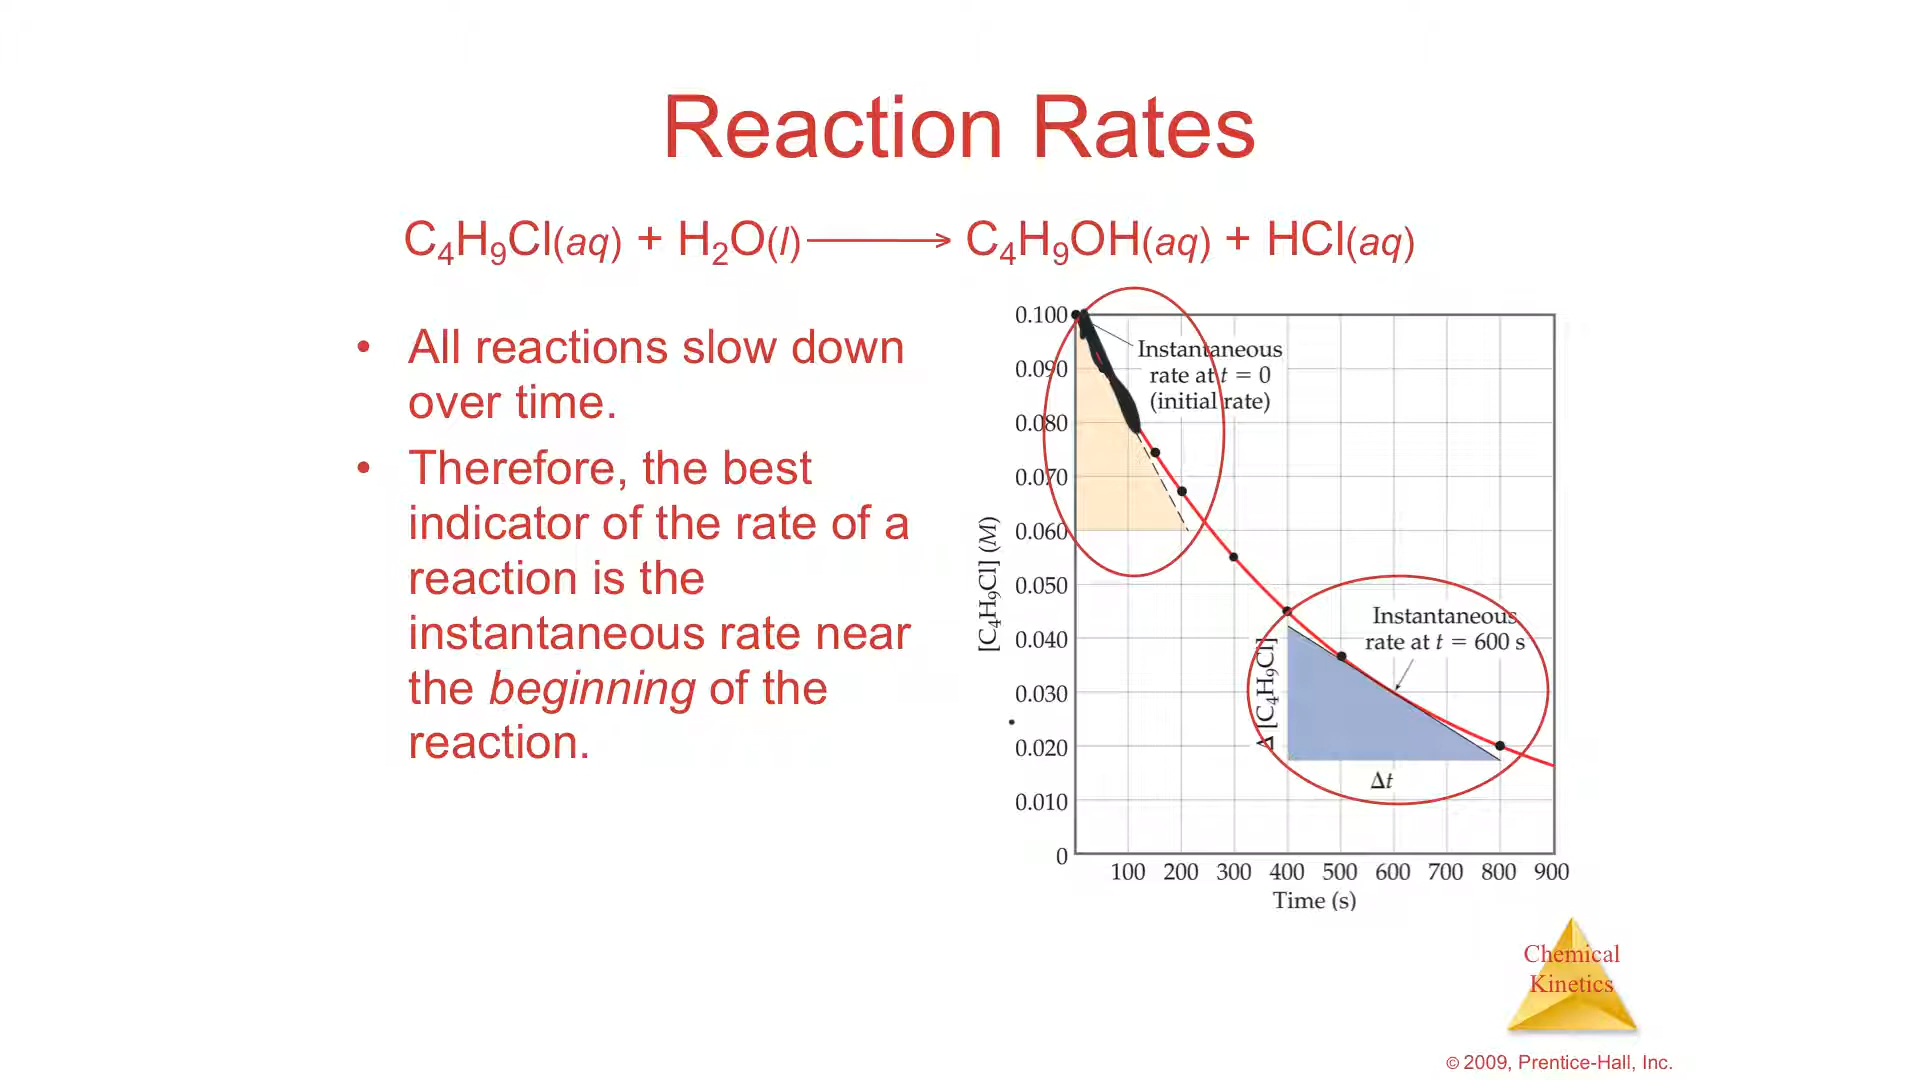 Reaction Rates
C₄H₉Cl(aq) + H₂O(l) ⟶ C₄H₉OH(aq) + HCl(aq)
• All reactions slow down
over time.
• Therefore, the best
indicator of the rate of a
reaction is the
instantaneous rate near
the beginning of the
reaction.
[C₄H₉Cl] (M)
0.100
0.090
0.080
0.070
0.060
0.050
0.040
0.030
0.020
0.010
0
Instantaneous
rate at t = 0
(initial rate)
Instantaneous
rate at t = 600 s
Δ [C₄H₉Cl]
Δt
100 200 300 400 500 600 700 800 900
Time (s)
Chemical
Kinetics
© 2009, Prentice-Hall, Inc.